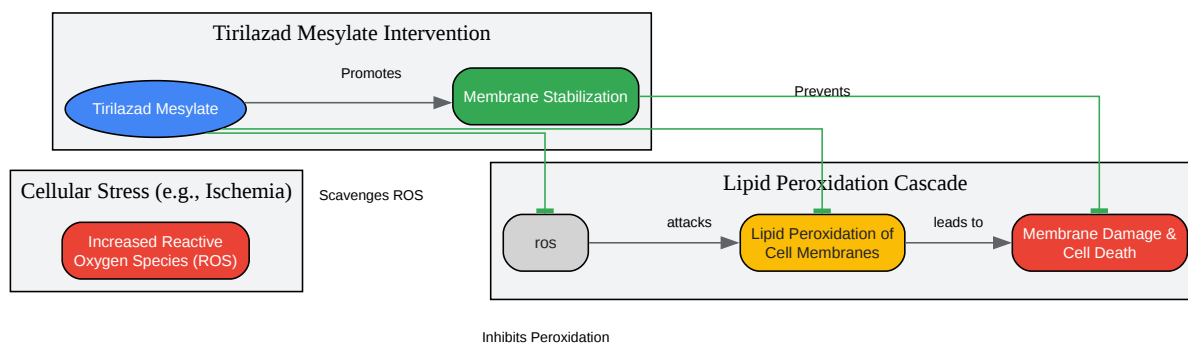 Tirilazad Mesylate Intervention
Promotes
Tirilazad Mesylate
Membrane Stabilization
Prevents
Cellular Stress (e.g., Ischemia)
Increased Reactive
Oxygen Species (ROS)
Scavenges ROS
Lipid Peroxidation Cascade
ros
attacks
Lipid Peroxidation of
Cell Membranes
leads to
Membrane Damage &
Cell Death
Inhibits Peroxidation